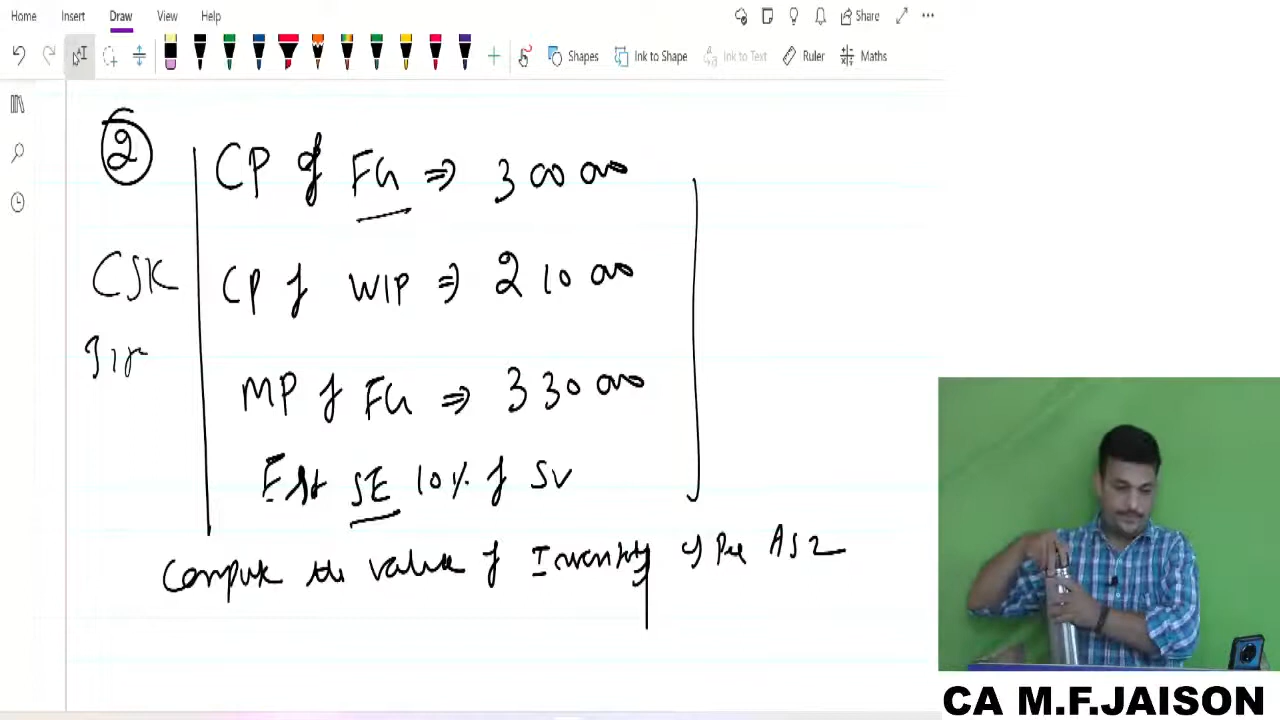 Home Insert Draw View Help Share
Shapes Ink to Shape Ink to Text Ruler Maths
2
CP of FG ⇒ 300000
CSK
CP of WIP ⇒ 210000
MP of FG ⇒ 330000
Est SE 10% of SV
Compute the value of Inventory as per AS 2
CA M.F.JAISON